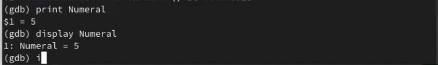 (gdb) print Numeral
$1 = 5
(gdb) display Numeral
1: Numeral = 5
(gdb) i